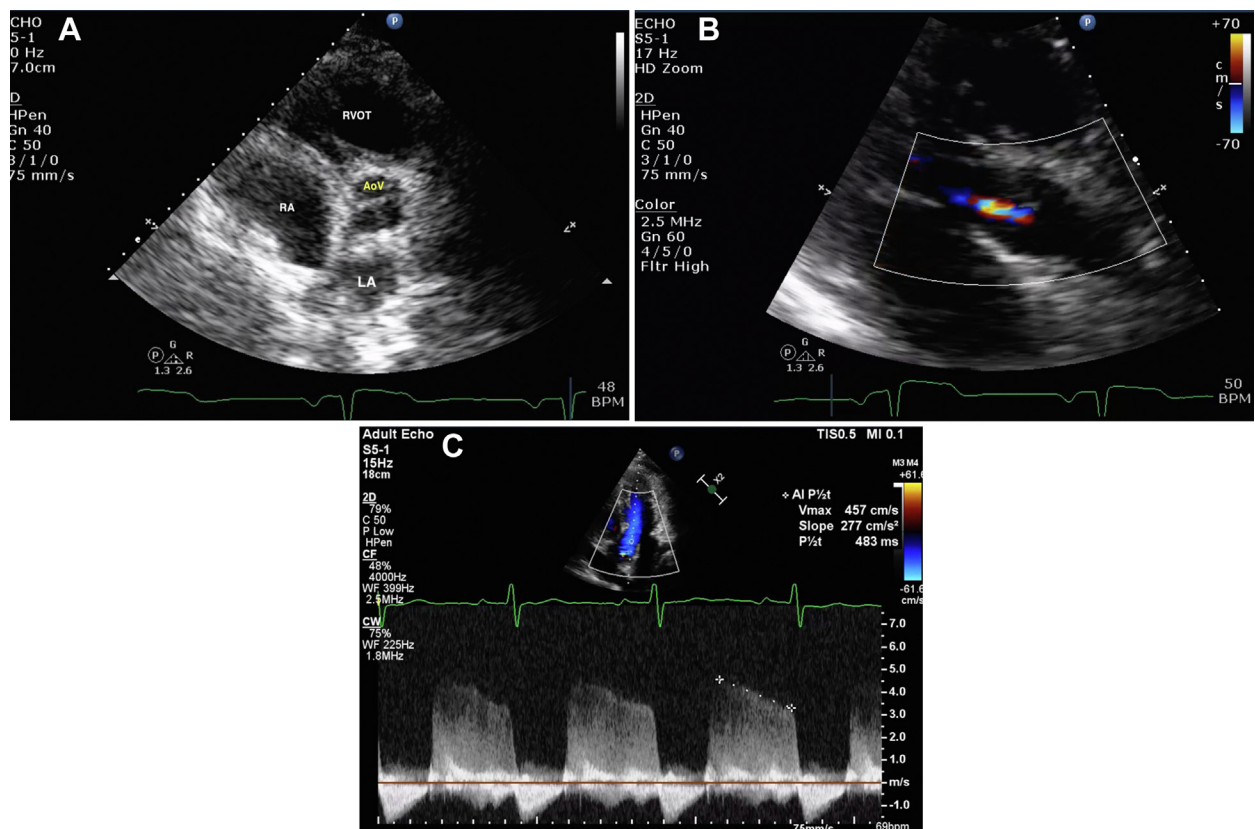 A
CHO
5-1
0 Hz
7.0cm
2D
HPen
Gn 40
C 50
3/1/0
75 mm/s
P
RVOT
AoV
RA
LA
G
P R
1.3 2.6
48
BPM
B
ECHO
S5-1
17 Hz
HD Zoom
2D
HPen
Gn 40
C 50
3/1/0
75 mm/s
Color
2.5 MHz
Gn 60
4/5/0
Fltr High
P
+70
c
m
/
s
-70
G
P R
1.3 2.6
50
BPM
C
Adult Echo
TIS0.5 MI 0.1
S5-1
15Hz
18cm
2D
79%
C 50
P Low
HPen
CF
48%
4000Hz
WF 399Hz
2.5MHz
CW
75%
WF 225Hz
1.8MHz
P
X2
M3 M4
+61.6
AI P½t
Vmax 457 cm/s
Slope 277 cm/s²
P½t 483 ms
-61.6
cm/s
7.0
6.0
5.0
4.0
3.0
2.0
1.0
m/s
-1.0
75mm/s
69bpm